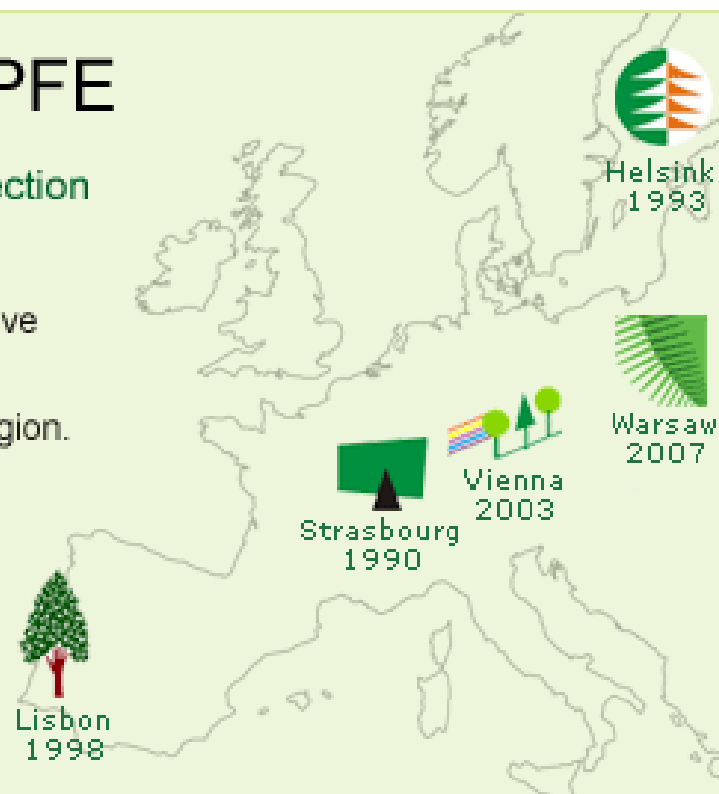 PFE
ection
ve
gion.
Helsink
1993
Warsaw
2007
Vienna
2003
Strasbourg
1990
Lisbon
1998